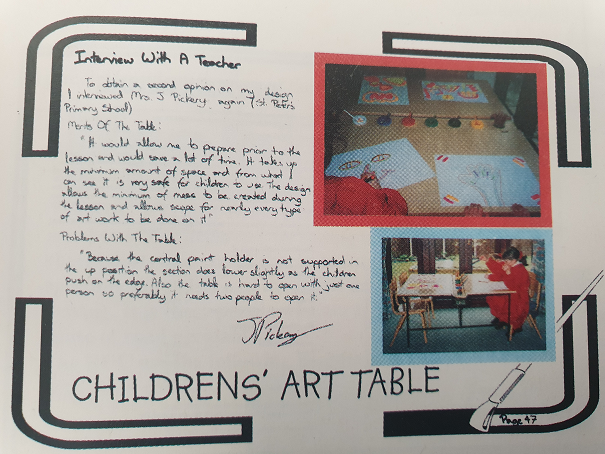 Interview With A Teacher
To obtain a second opinion on my design
I interviewed Mrs. J. Pickery again (St. Peters
Primary School)
Merits Of The Table:
"It would allow me to prepare prior to the
lesson and would save a lot of time. It takes up
the minimum amount of space and from what I
can see it is very safe for children to use. The design
allows the minimum of mess to be created during
the lesson and allows scope for nearly every type
of art work to be done on it"
Problems With The Table:
"Because the central paint holder is not supported in
the up position the section does lower slightly as the children
push on the edge. Also the table is hard to open with just one
person so preferably it needs two people to open it."
J Pickery
CHILDRENS' ART TABLE
Page 47